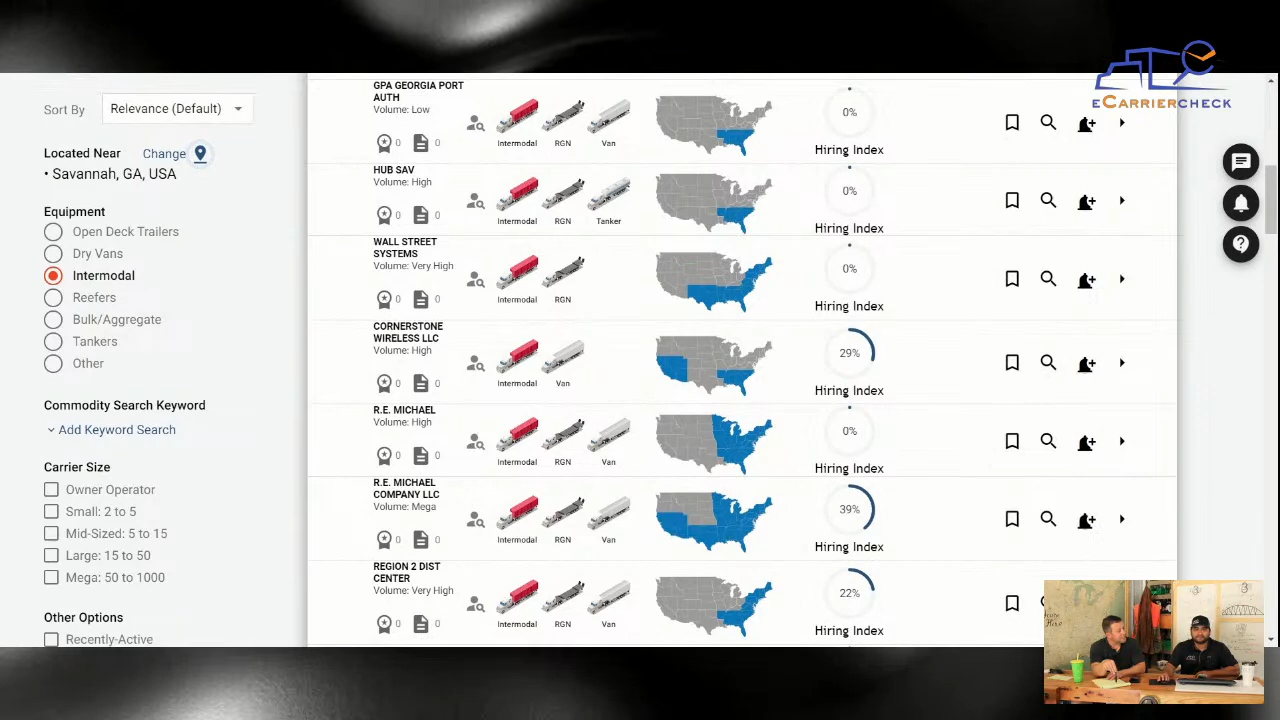 eCARRIERCHECK
Sort By
Relevance (Default)
Located Near
Change
• Savannah, GA, USA
Equipment
Open Deck Trailers
Dry Vans
Intermodal
Reefers
Bulk/Aggregate
Tankers
Other
Commodity Search Keyword
Add Keyword Search
Carrier Size
Owner Operator
Small: 2 to 5
Mid-Sized: 5 to 15
Large: 15 to 50
Mega: 50 to 1000
Other Options
Recently-Active
GPA GEORGIA PORT
AUTH
Volume: Low
0 0
Intermodal RGN Van
0%
Hiring Index
HUB SAV
Volume: High
0 0
Intermodal RGN Tanker
0%
Hiring Index
WALL STREET
SYSTEMS
Volume: Very High
0 0
Intermodal RGN
0%
Hiring Index
CORNERSTONE
WIRELESS LLC
Volume: High
0 0
Intermodal Van
29%
Hiring Index
R.E. MICHAEL
Volume: High
0 0
Intermodal RGN Van
0%
Hiring Index
R.E. MICHAEL
COMPANY LLC
Volume: Mega
0 0
Intermodal RGN Van
39%
Hiring Index
REGION 2 DIST
CENTER
Volume: Very High
0 0
Intermodal RGN Van
22%
Hiring Index